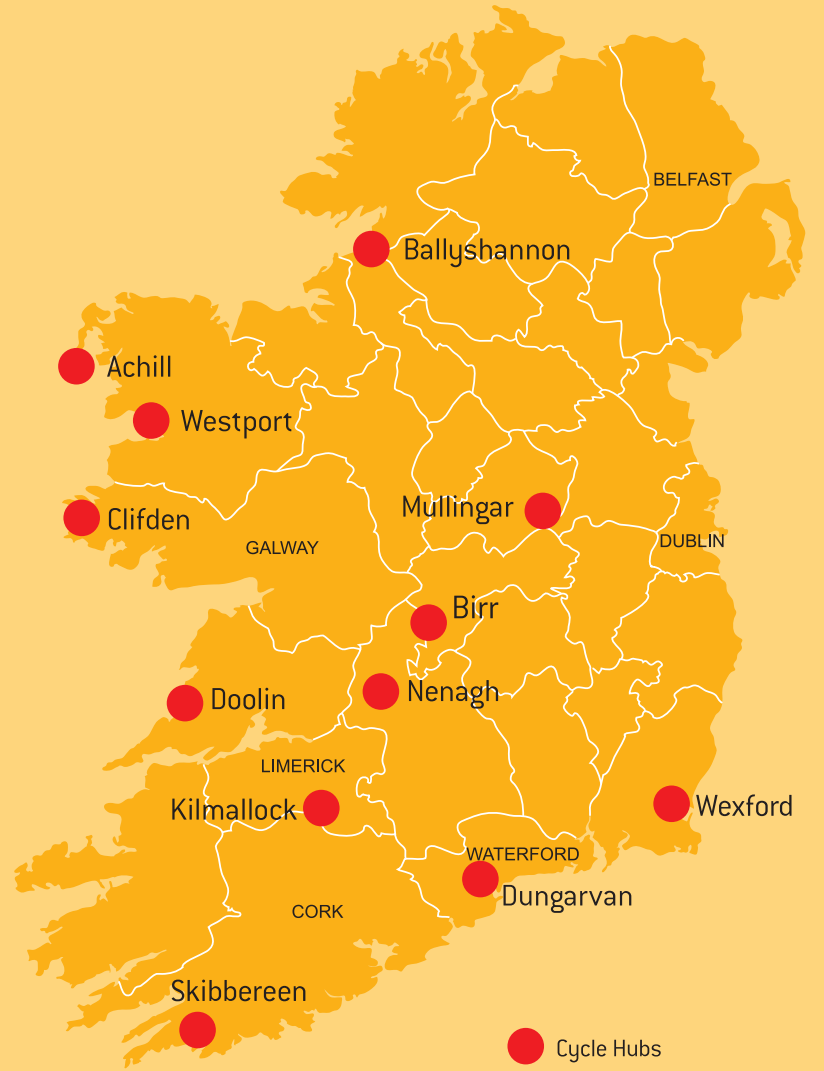 BELFAST
Ballyshannon
Achill
Westport
Mullingar
Clifden
DUBLIN
GALWAY
Birr
Nenagh
Doolin
LIMERICK
Kilmallock
Wexford
WATERFORD
Dungarvan
CORK
Skibbereen
Cycle Hubs